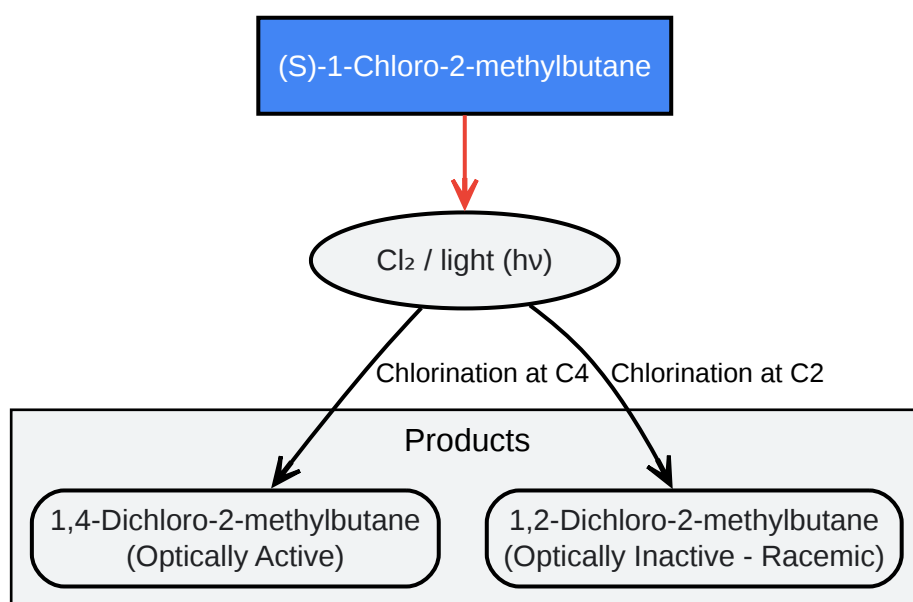 (S)-1-Chloro-2-methylbutane
Cl₂ / light (hν)
Chlorination at C4
Chlorination at C2
Products
1,4-Dichloro-2-methylbutane
(Optically Active)
1,2-Dichloro-2-methylbutane
(Optically Inactive - Racemic)